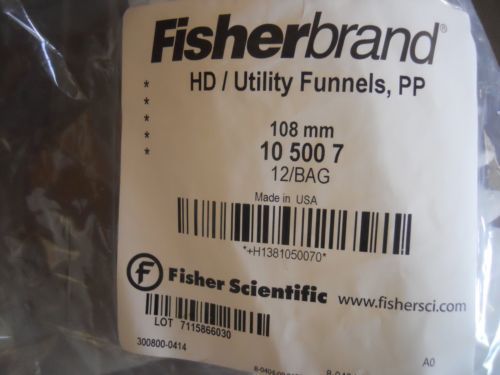 Fisherbrand®
HD / Utility Funnels, PP
*
*
*
*
*
108 mm
10 500 7
12/BAG
Made in USA
*+H1381050070*
F Fisher Scientific www.fishersci.com
LOT 7115866030
300800-0414
A0